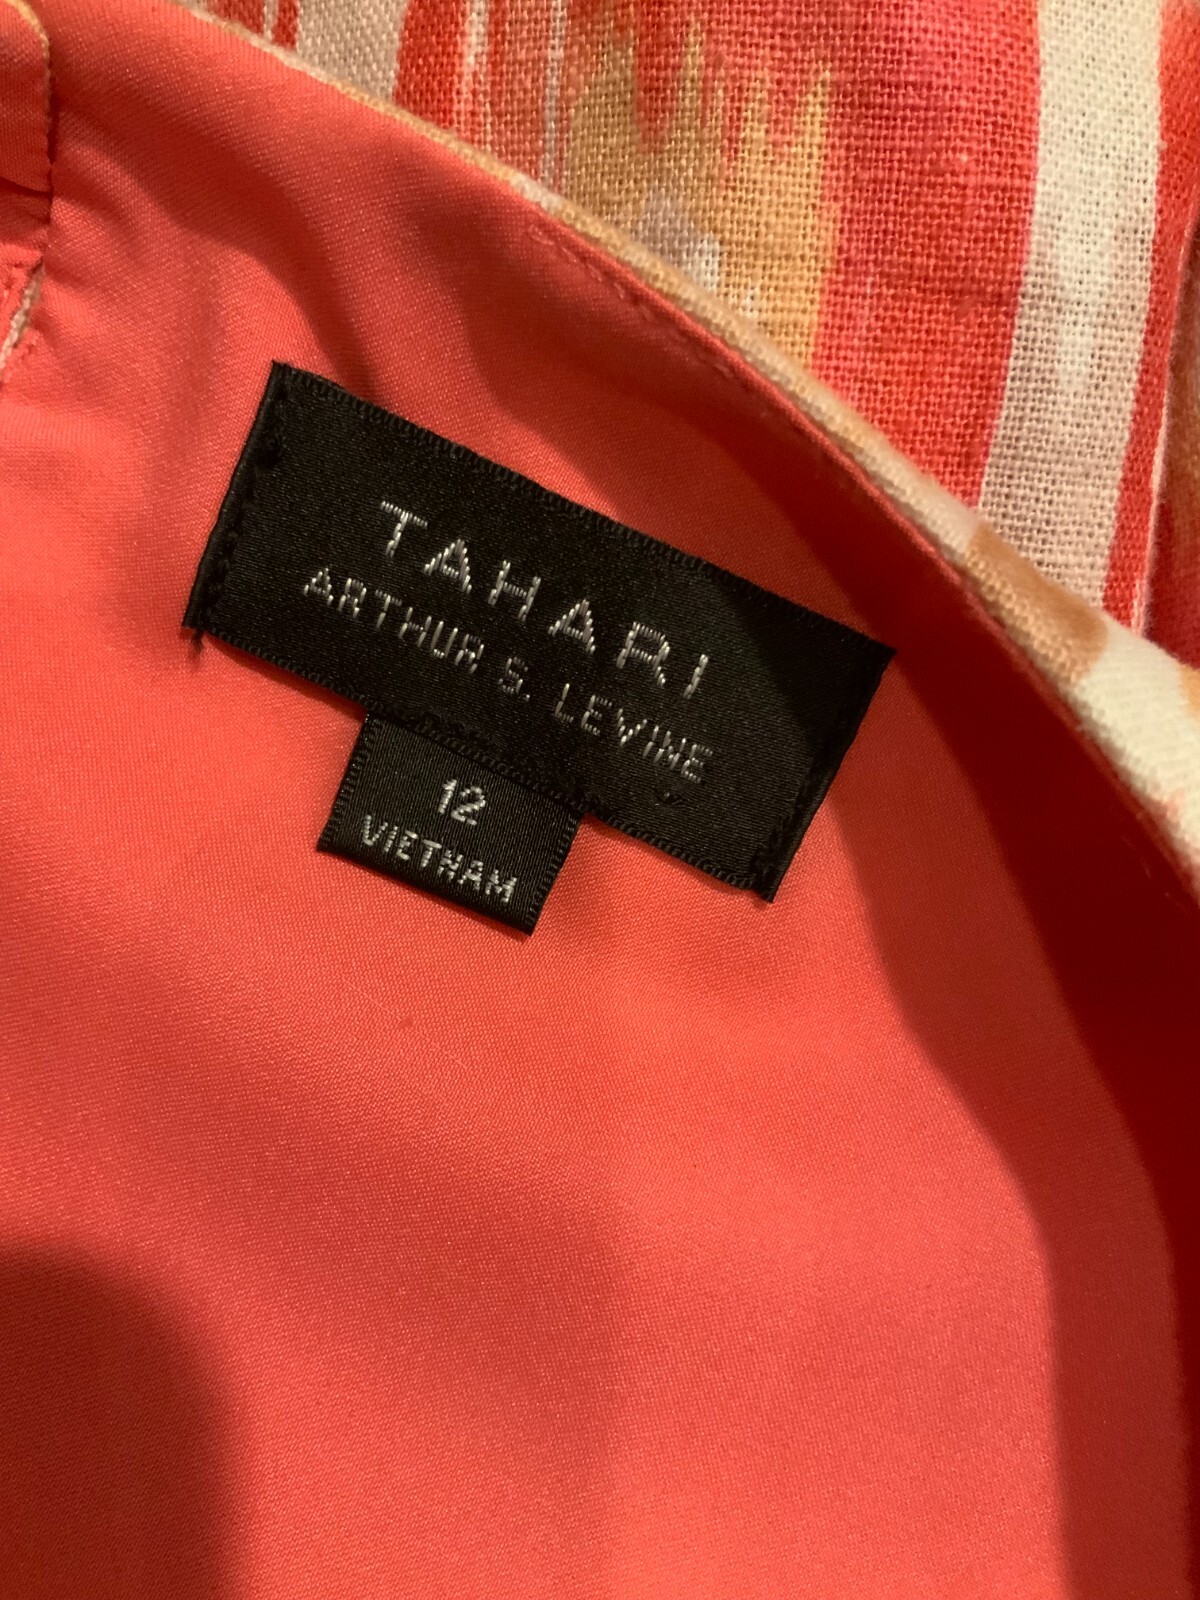 TAHARI
ARTHUR S. LEVINE
12
VIETNAM